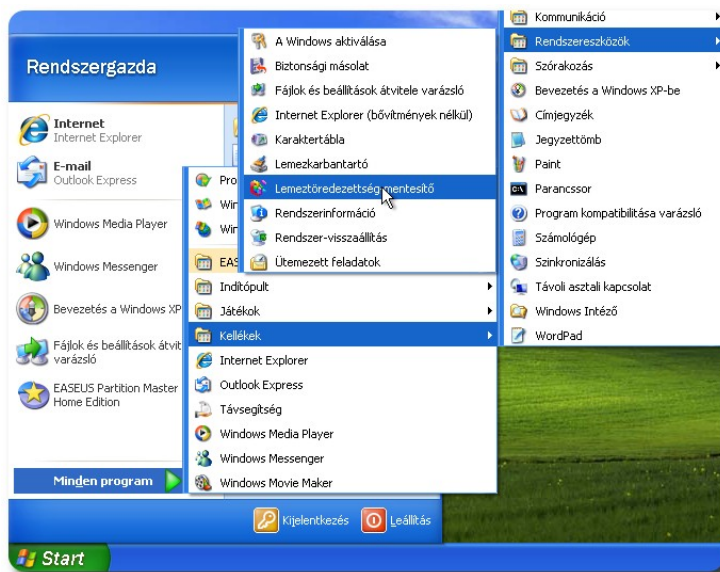 Rendszergazda
Internet
Internet Explorer
E-mail
Outlook Express
Windows Media Player
Windows Messenger
Bevezetés a Windows XP
Fájlok és beállítások átvit
varázsló
EASEUS Partition Master
Home Edition
Minden program
Kijelentkezés
Leállítás
Start
Pro
Win
Win
EAS
Indítópult
Játékok
Kellékek
Internet Explorer
Outlook Express
Távsegítség
Windows Media Player
Windows Messenger
Windows Movie Maker
A Windows aktiválása
Biztonsági másolat
Fájlok és beállítások átvitele varázsló
Internet Explorer (bővítmények nélkül)
Karaktertábla
Lemezkarbantartó
Lemeztöredezettség-mentesítő
Rendszerinformáció
Rendszer-visszaállítás
Ütemezett feladatok
Kommunikáció
Rendszereszközök
Szórakozás
Bevezetés a Windows XP-be
Címjegyzék
Jegyzettömb
Paint
Parancssor
Program kompatibilitása varázsló
Számológép
Szinkronizálás
Távoli asztali kapcsolat
Windows Intéző
WordPad